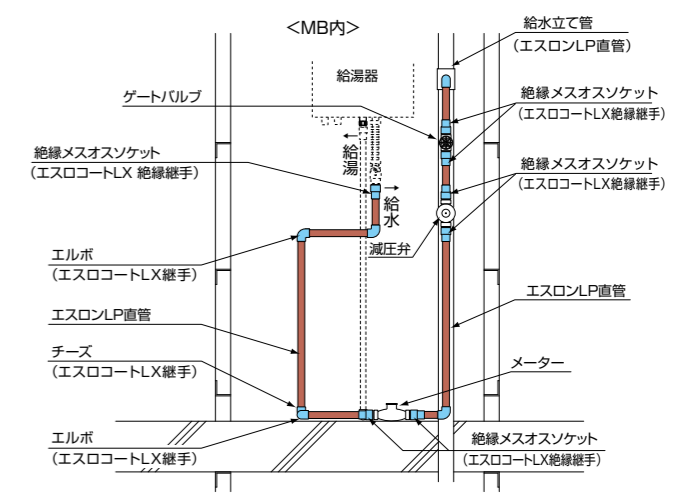 <MB内>
給水立て管
(エスロンLP直管)
給湯器
ゲートバルブ
絶縁メスオスソケット
(エスロコートLX絶縁継手)
絶縁メスオスソケット
(エスロコートLX 絶縁継手)
給湯
給水
絶縁メスオスソケット
(エスロコートLX絶縁継手)
減圧弁
エルボ
(エスロコートLX継手)
エスロンLP直管
エスロンLP直管
チーズ
(エスロコートLX継手)
メーター
エルボ
(エスロコートLX継手)
絶縁メスオスソケット
(エスロコートLX絶縁継手)